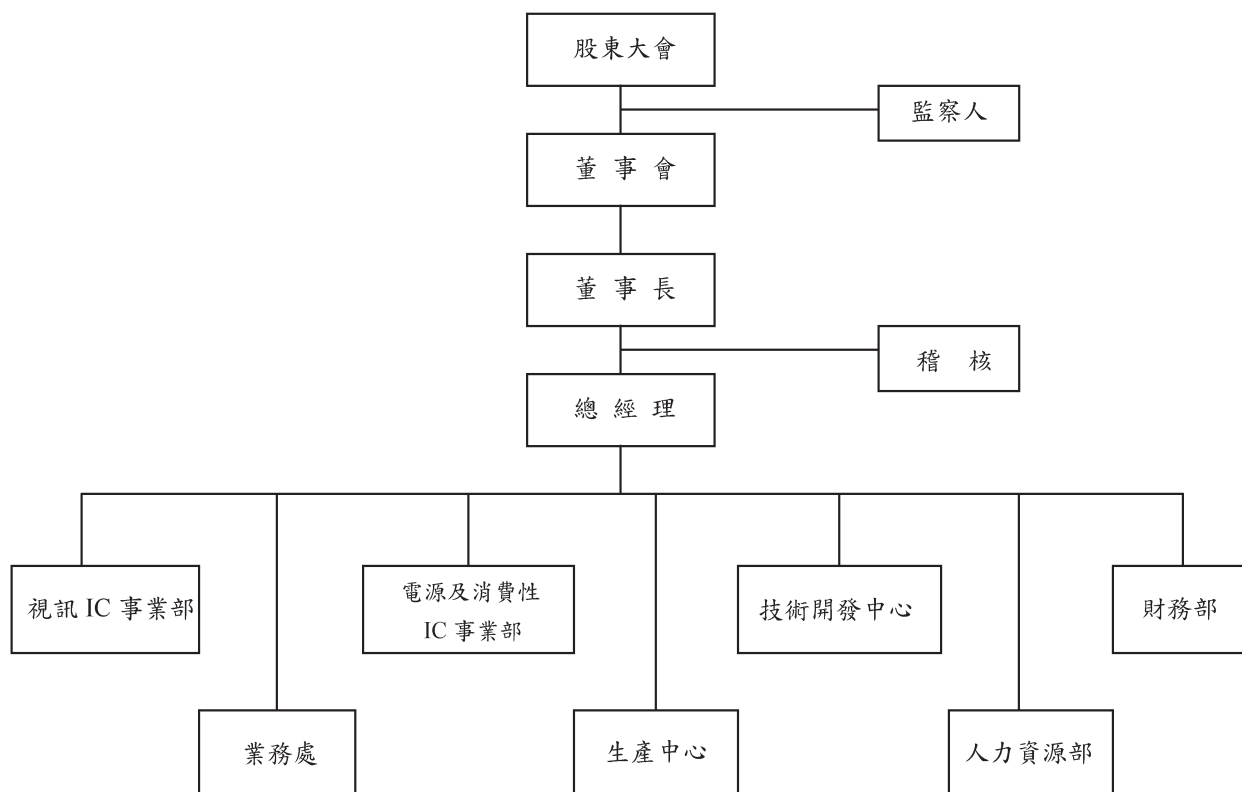 股東大會
監察人
董事會
董事長
稽核
總經理
視訊 IC 事業部
電源及消費性
IC 事業部
技術開發中心
財務部
業務處
生產中心
人力資源部